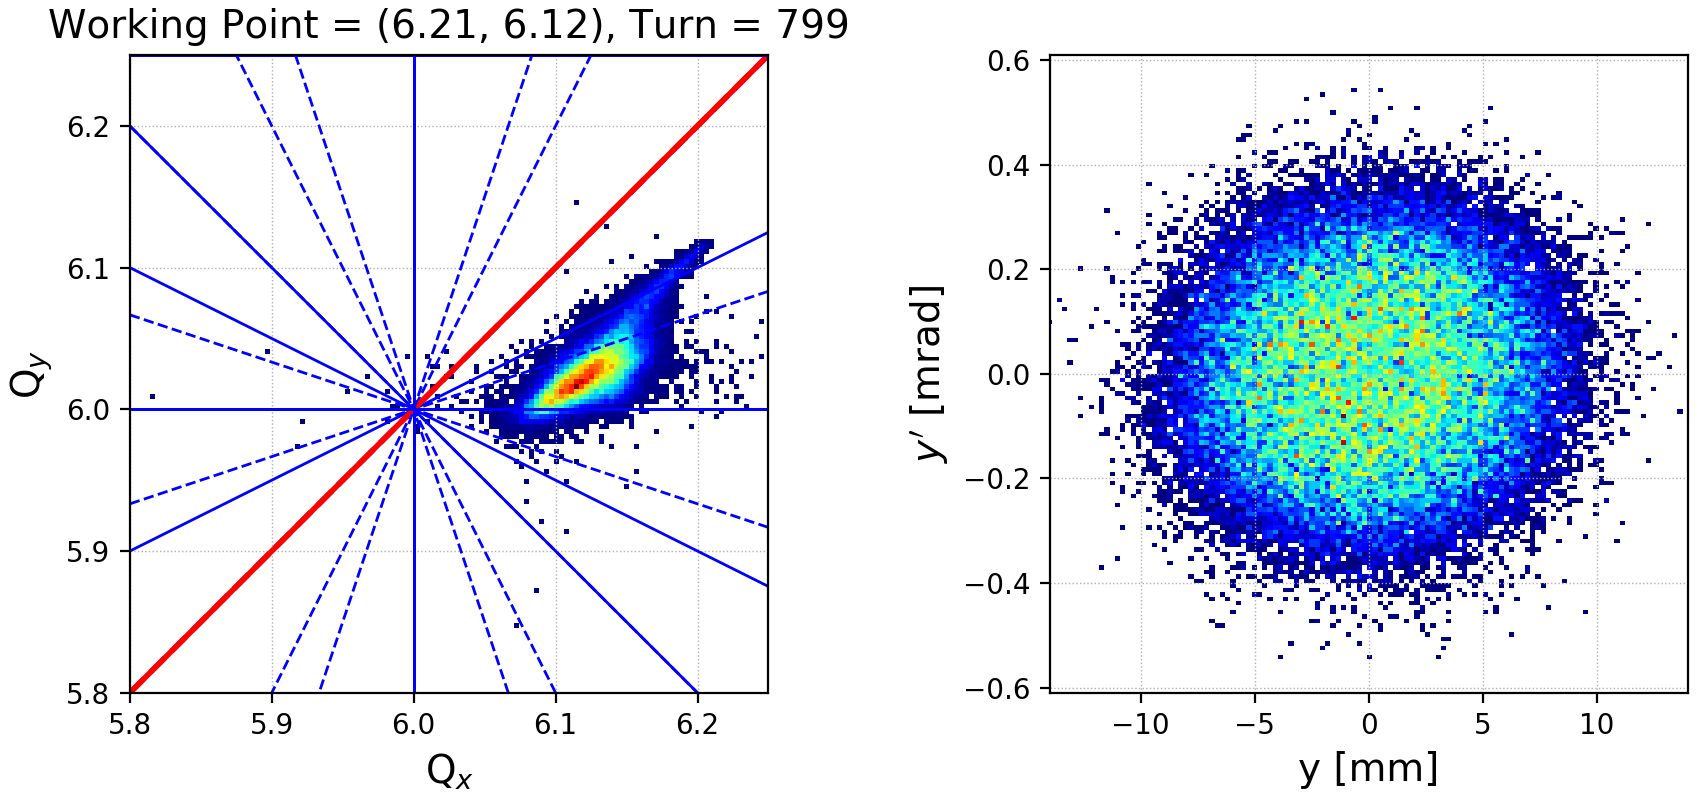 Working Point = (6.21, 6.12), Turn = 799
6.2
6.1
6.0
5.9
5.8
Q_y
5.8 5.9 6.0 6.1 6.2
Q_x
0.6
0.4
0.2
0.0
−0.2
−0.4
−0.6
y′ [mrad]
−10 −5 0 5 10
y [mm]